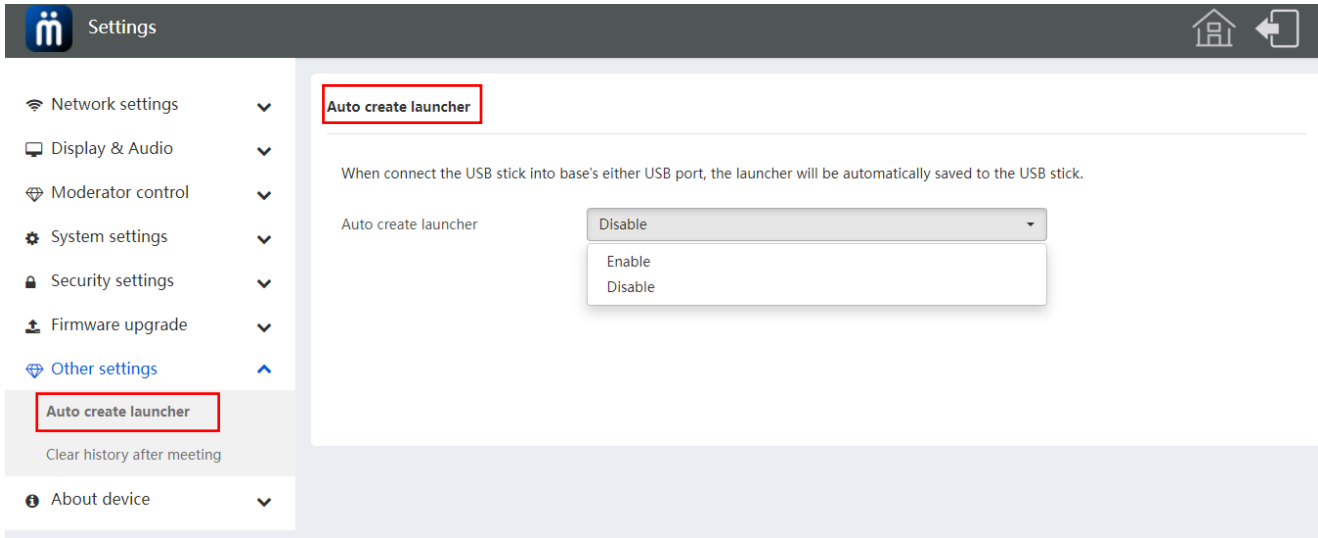 Settings
Network settings
Display & Audio
Moderator control
System settings
Security settings
Firmware upgrade
Other settings
Auto create launcher
Clear history after meeting
About device
Auto create launcher
When connect the USB stick into base's either USB port, the launcher will be automatically saved to the USB stick.
Auto create launcher
Disable
Enable
Disable